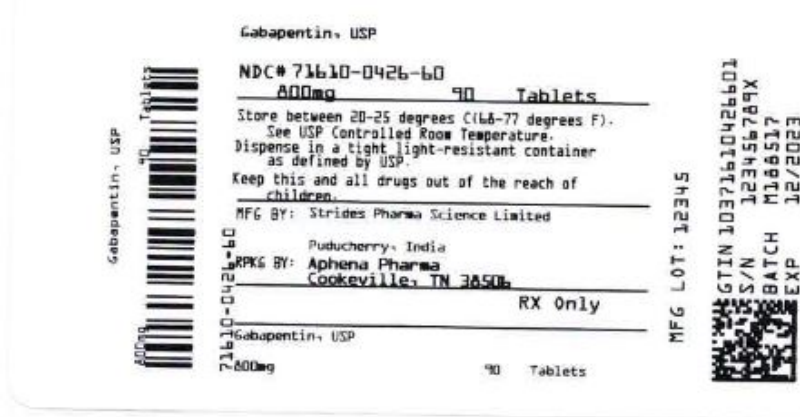 Gabapentin, USP
NDC# 71610-0426-60
800mg 90 Tablets
Store between 20-25 degrees C(68-77 degrees F).
See USP Controlled Room Temperature.
Dispense in a tight light-resistant container
as defined by USP.
Keep this and all drugs out of the reach of
children.
MFG BY: Strides Pharma Science Limited
Puducherry, India
RPKG BY: Aphena Pharma
Cookeville, TN 38506
RX Only
Gabapentin, USP
800mg 90 Tablets
Gabapentin, USP
90 Tablets
800mg
71610-0426-60
MFG LOT: 12345
GTIN 10371610426601
S/N 123456789X
BATCH M188517
EXP 12/2023